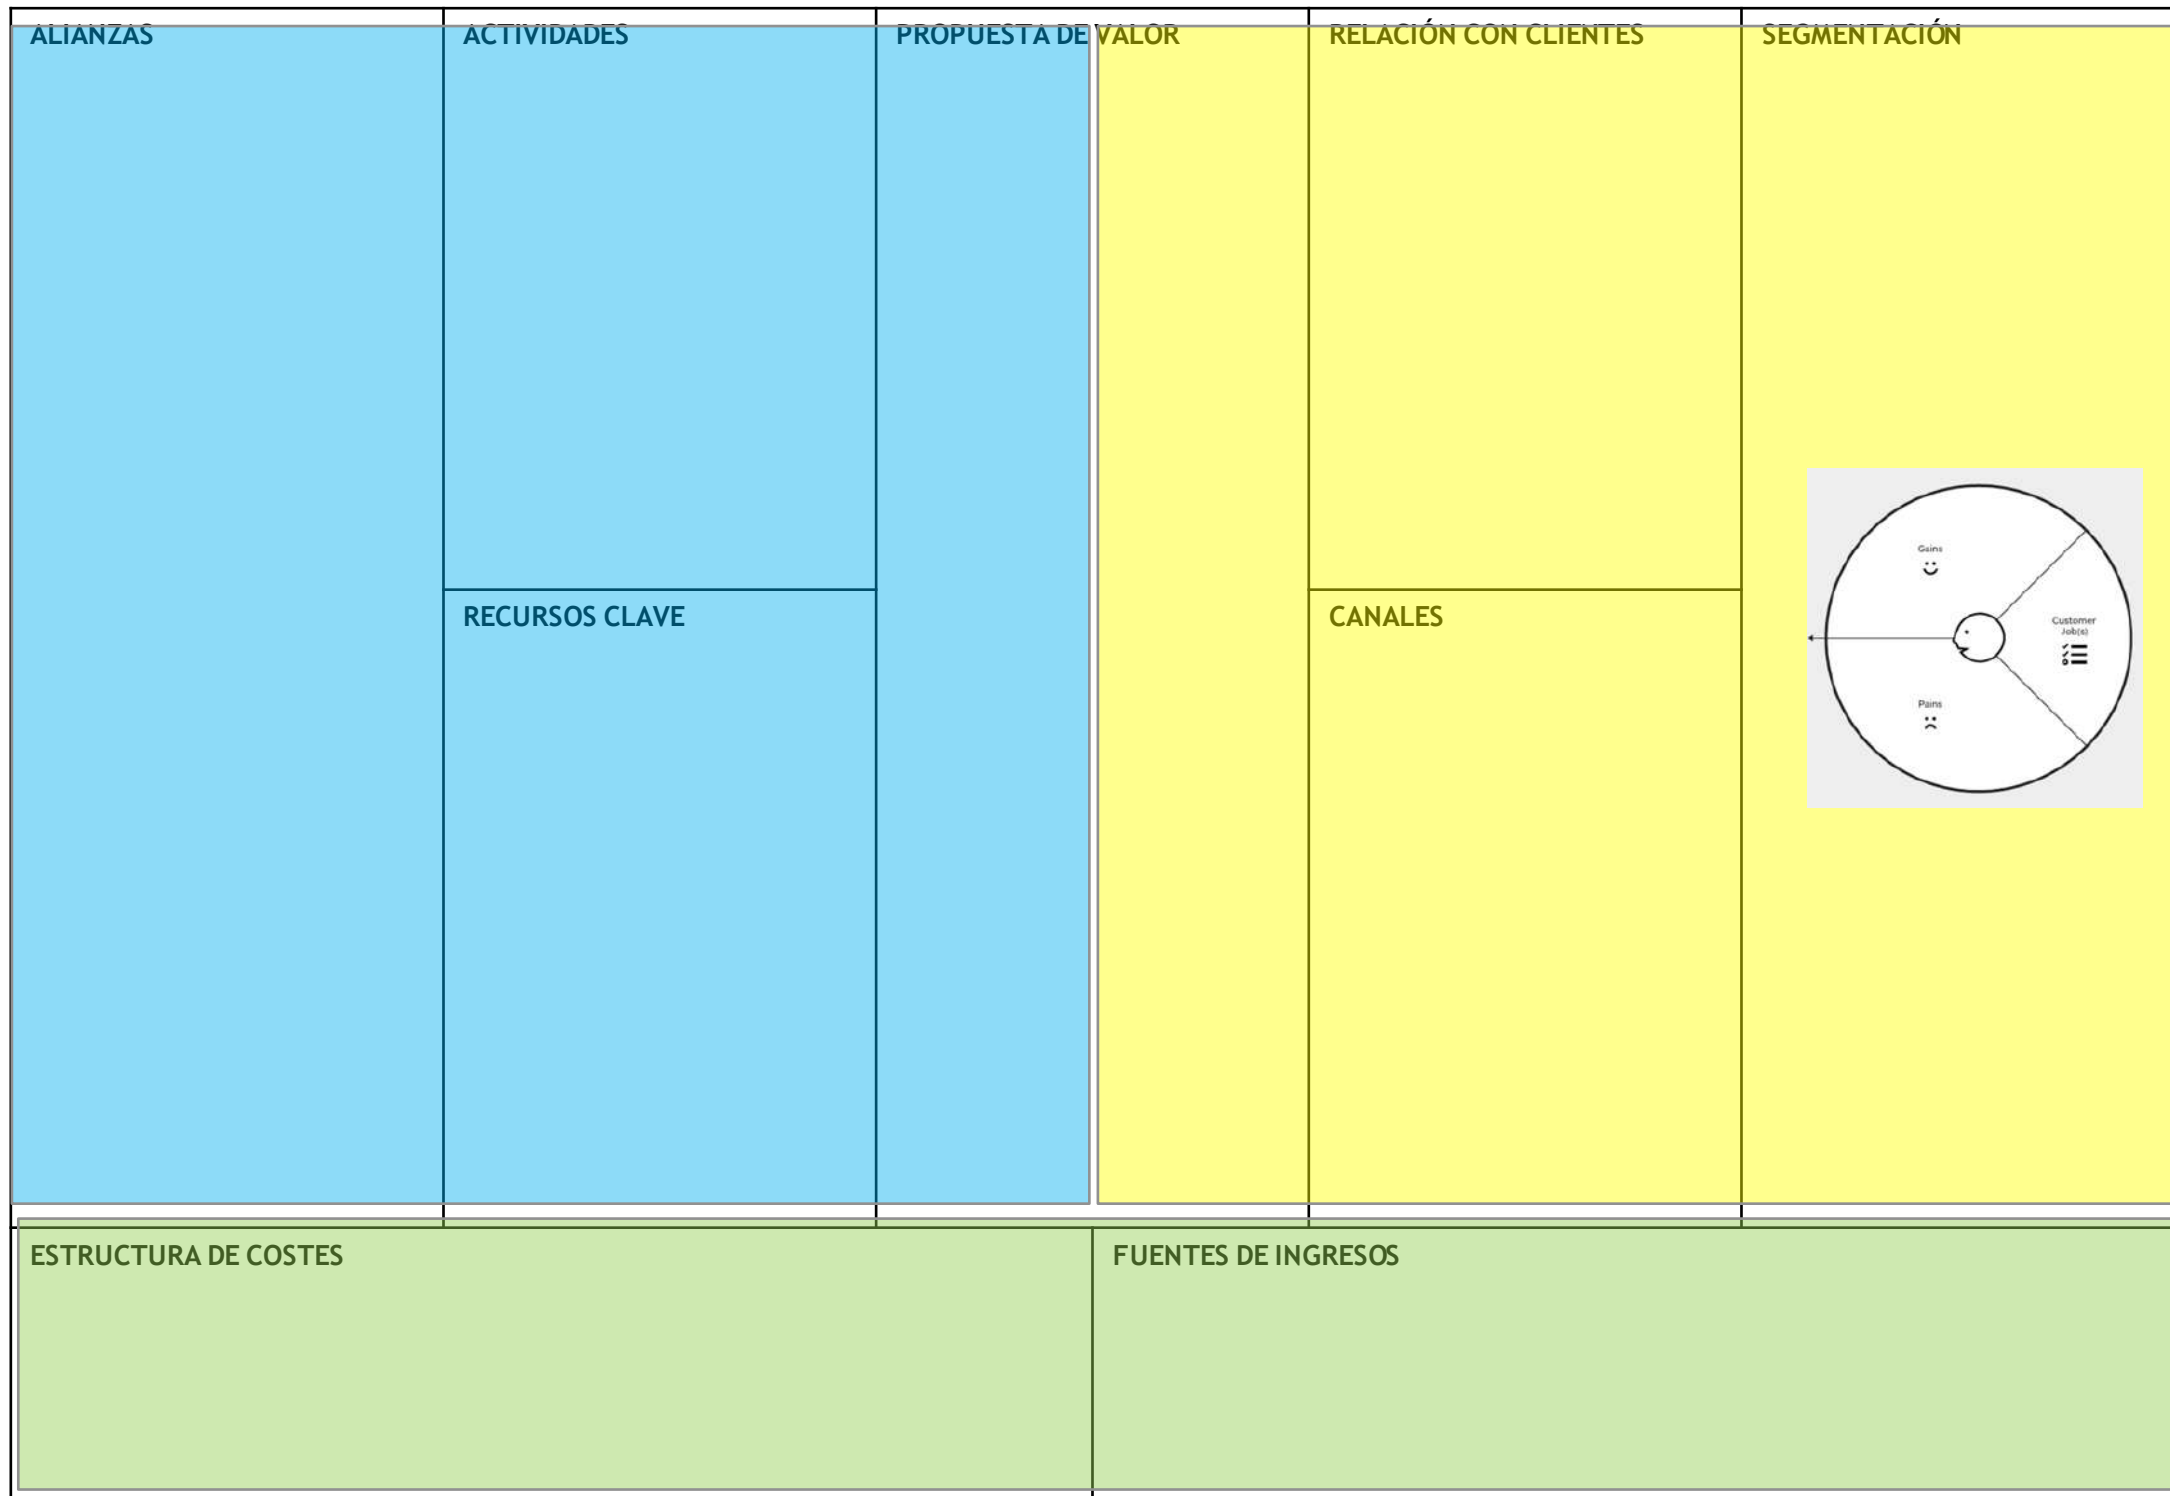 ALIANZAS
ACTIVIDADES
PROPUESTA DE VALOR
RELACIÓN CON CLIENTES
SEGMENTACIÓN
RECURSOS CLAVE
CANALES
Gains
Customer
Job(s)
Pains
ESTRUCTURA DE COSTES
FUENTES DE INGRESOS